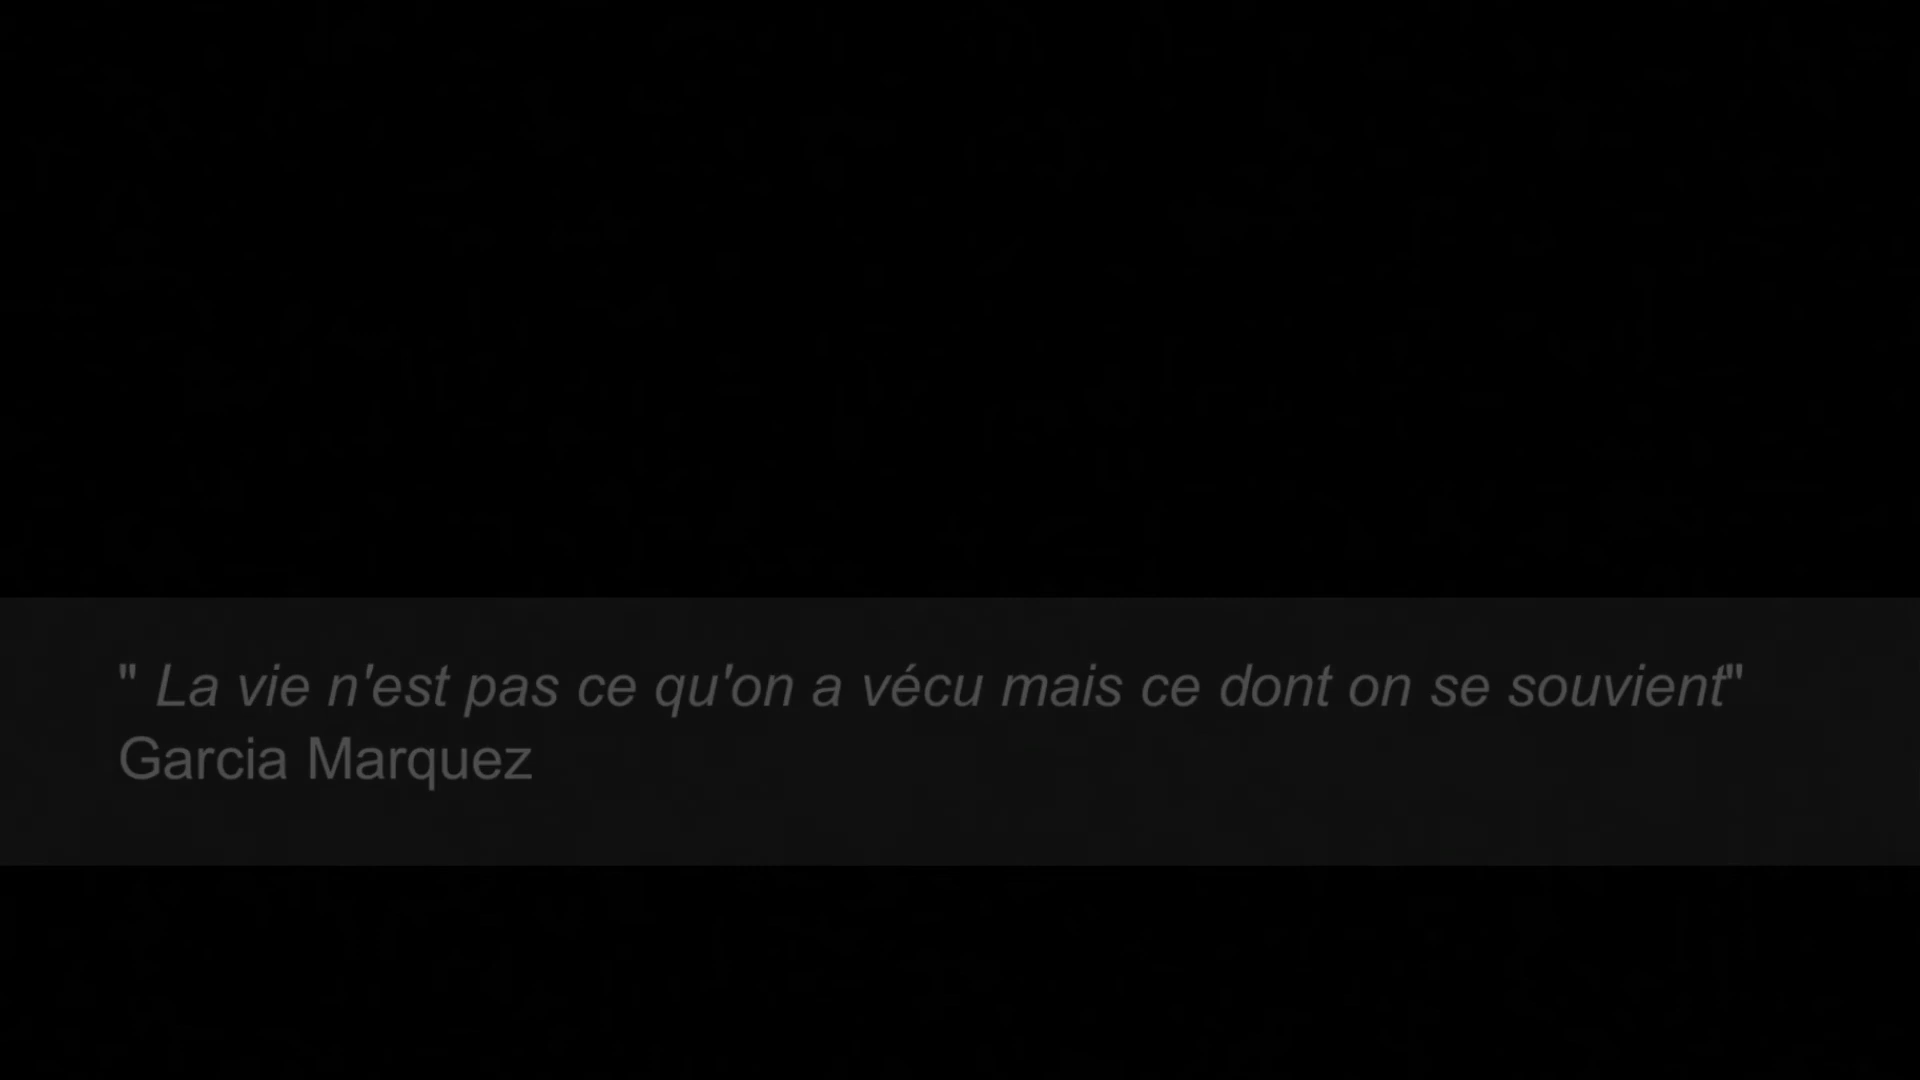 " La vie n'est pas ce qu'on a vécu mais ce dont on se souvient"
Garcia Marquez